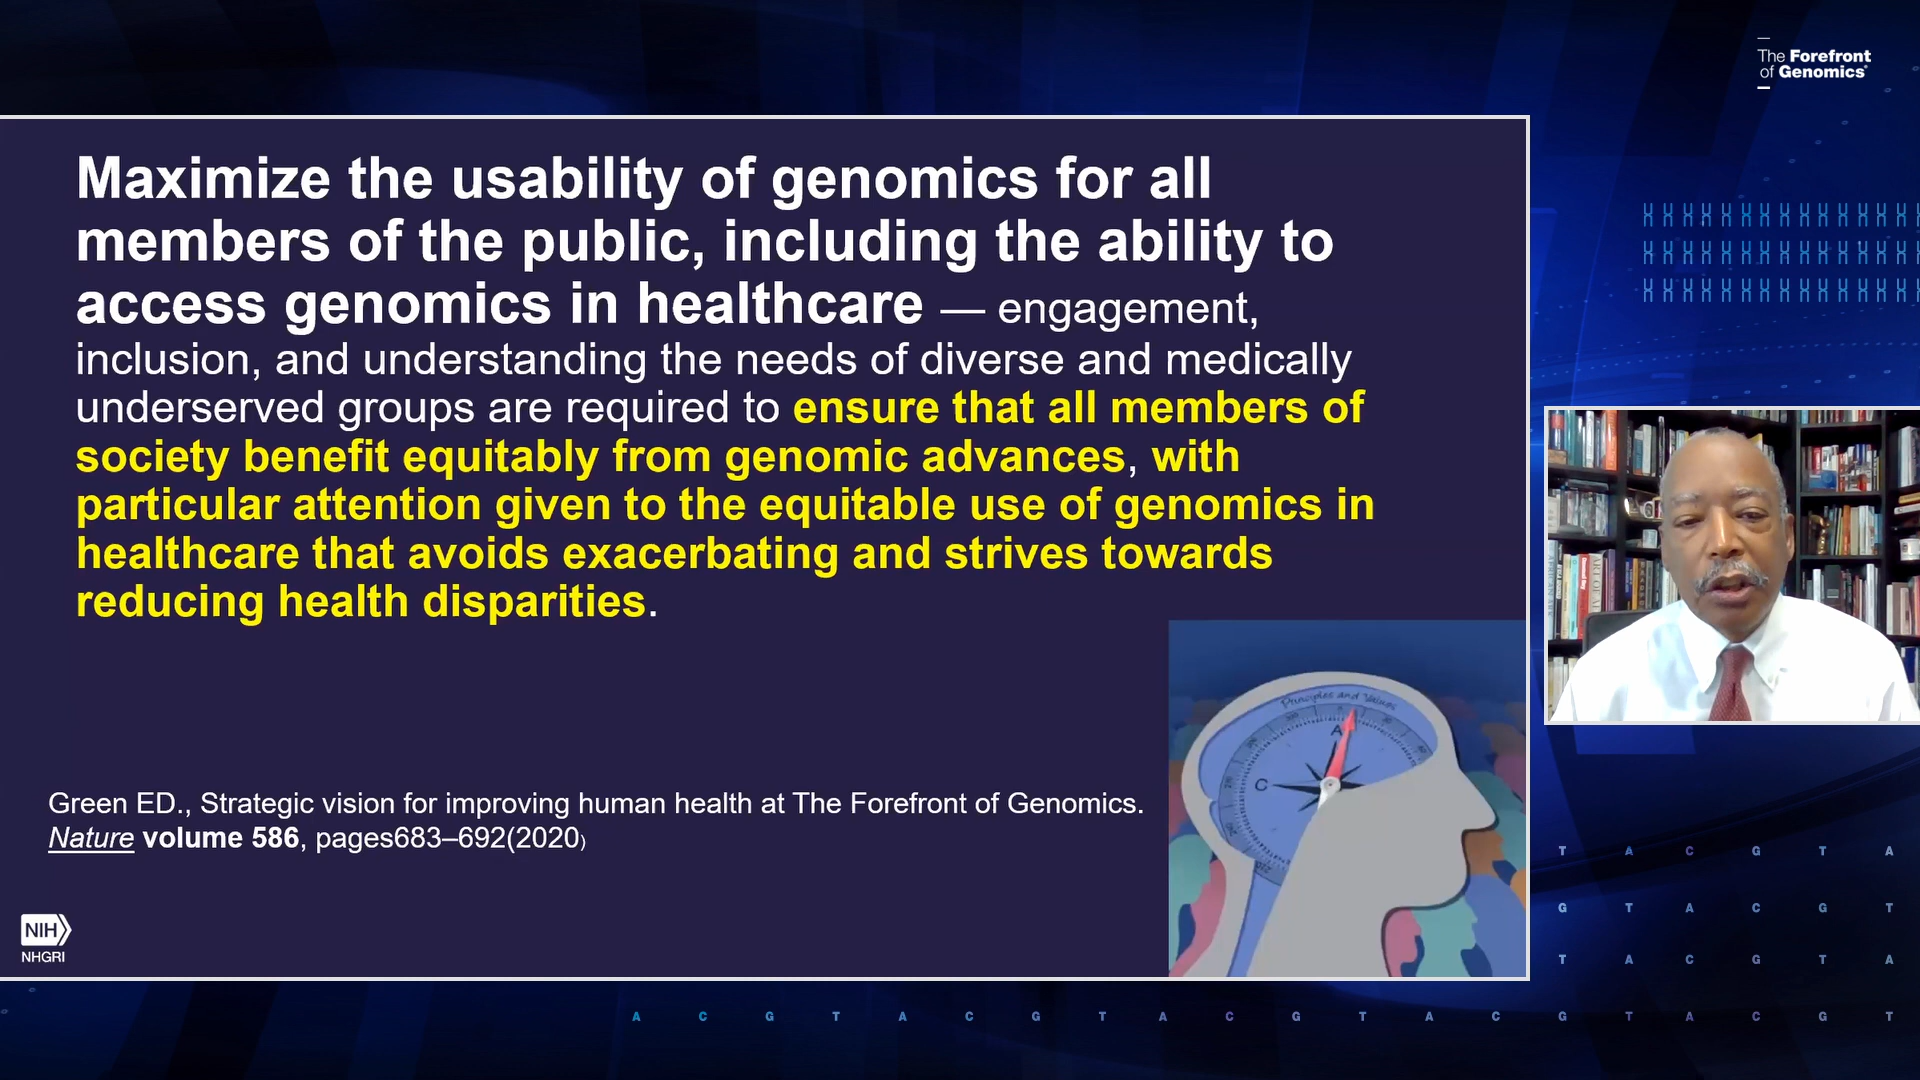 The Forefront
of Genomics®
Maximize the usability of genomics for all
members of the public, including the ability to
access genomics in healthcare — engagement,
inclusion, and understanding the needs of diverse and medically
underserved groups are required to ensure that all members of
society benefit equitably from genomic advances, with
particular attention given to the equitable use of genomics in
healthcare that avoids exacerbating and strives towards
reducing health disparities.
Principles and Values
A
C
Green ED., Strategic vision for improving human health at The Forefront of Genomics.
Nature volume 586, pages683–692(2020)
NIH
NHGRI
T A C G T A
G T A C G T
T A C G T A
A C G T A C G T A C G T A C G T A C G T